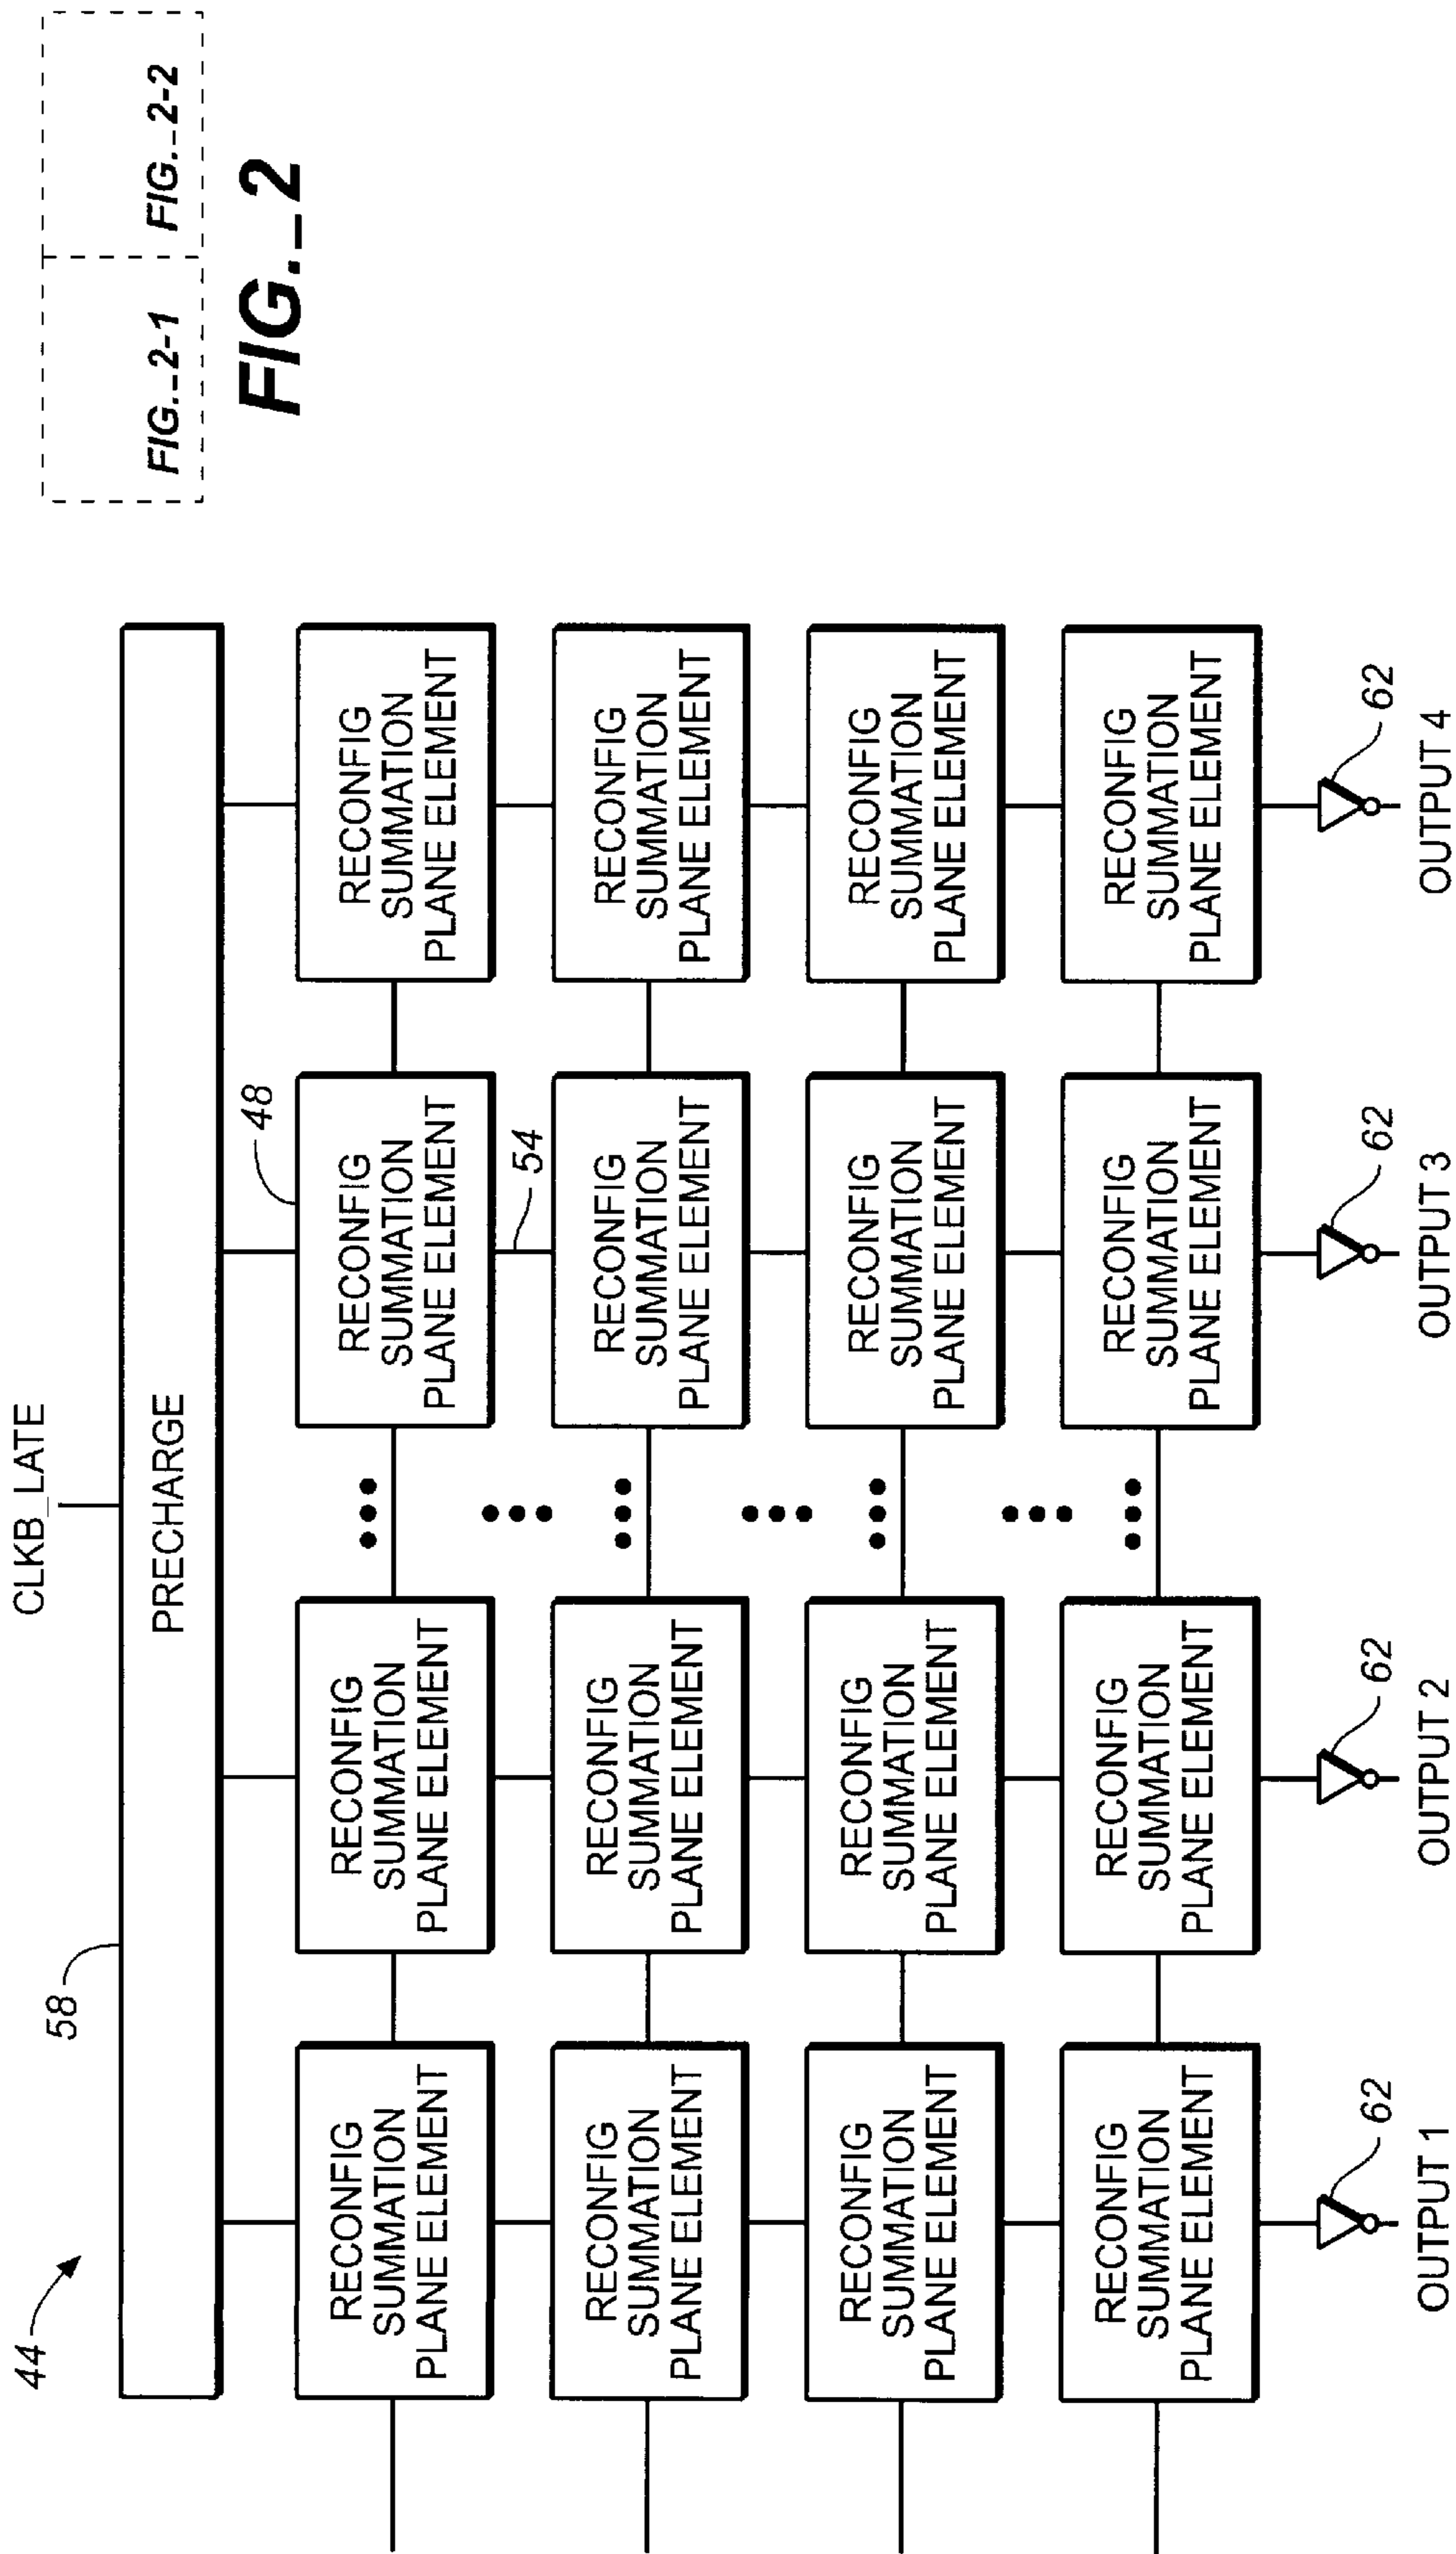 44
CLKB_LATE
58
PRECHARGE
FIG._2-1
FIG._2-2
FIG._2
48
RECONFIG
SUMMATION
PLANE ELEMENT
RECONFIG
SUMMATION
PLANE ELEMENT
RECONFIG
SUMMATION
PLANE ELEMENT
RECONFIG
SUMMATION
PLANE ELEMENT
54
RECONFIG
SUMMATION
PLANE ELEMENT
RECONFIG
SUMMATION
PLANE ELEMENT
RECONFIG
SUMMATION
PLANE ELEMENT
RECONFIG
SUMMATION
PLANE ELEMENT
RECONFIG
SUMMATION
PLANE ELEMENT
RECONFIG
SUMMATION
PLANE ELEMENT
RECONFIG
SUMMATION
PLANE ELEMENT
RECONFIG
SUMMATION
PLANE ELEMENT
RECONFIG
SUMMATION
PLANE ELEMENT
RECONFIG
SUMMATION
PLANE ELEMENT
RECONFIG
SUMMATION
PLANE ELEMENT
RECONFIG
SUMMATION
PLANE ELEMENT
62
62
62
62
OUTPUT 1
OUTPUT 2
OUTPUT 3
OUTPUT 4